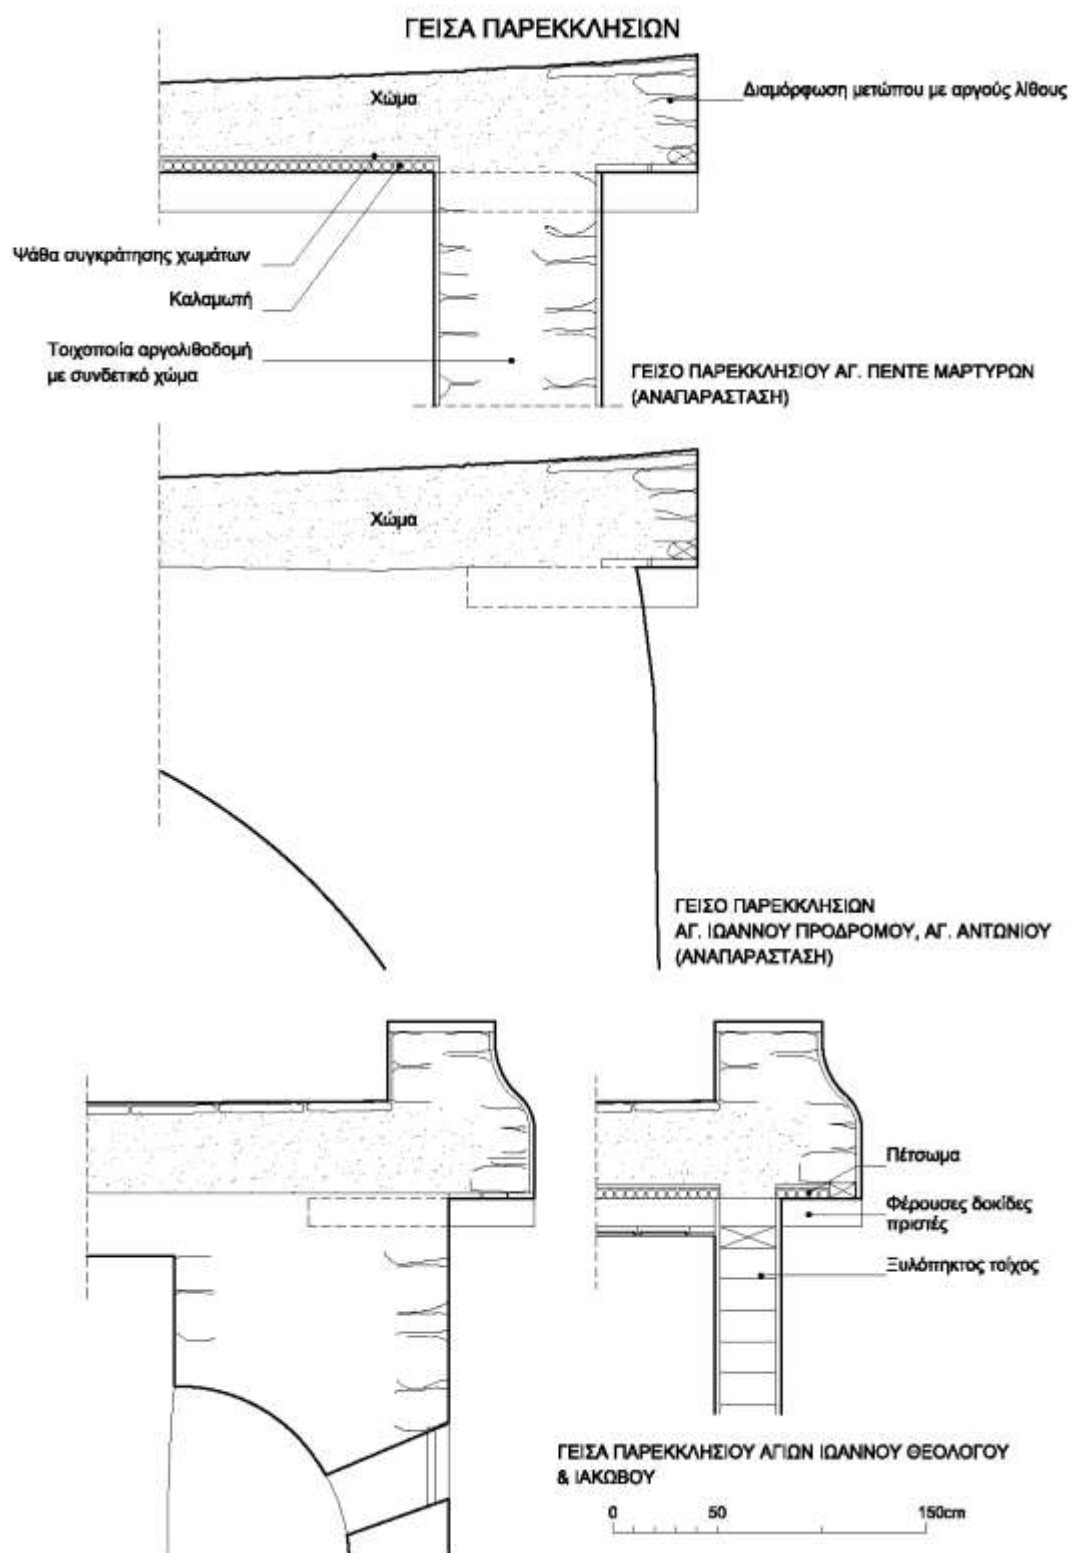 ΓΕΙΣΑ ΠΑΡΕΚΚΛΗΣΙΩΝ
Χώμα
Διαμόρφωση μετώπου με αργούς λίθους
Ψάθα συγκράτησης χωμάτων
Καλαμωτή
Τοιχοποιία αργολιθοδομή
με συνδετικό χώμα
ΓΕΙΣΟ ΠΑΡΕΚΚΛΗΣΙΟΥ ΑΓ. ΠΕΝΤΕ ΜΑΡΤΥΡΩΝ
(ΑΝΑΠΑΡΑΣΤΑΣΗ)
Χώμα
ΓΕΙΣΟ ΠΑΡΕΚΚΛΗΣΙΩΝ
ΑΓ. ΙΩΑΝΝΟΥ ΠΡΟΔΡΟΜΟΥ, ΑΓ. ΑΝΤΩΝΙΟΥ
(ΑΝΑΠΑΡΑΣΤΑΣΗ)
Πέτσωμα
Φέρουσες δοκίδες
πριστές
Ξυλόπηκτος τοίχος
ΓΕΙΣΑ ΠΑΡΕΚΚΛΗΣΙΟΥ ΑΓΙΩΝ ΙΩΑΝΝΟΥ ΘΕΟΛΟΓΟΥ
& ΙΑΚΩΒΟΥ
0 50 150cm